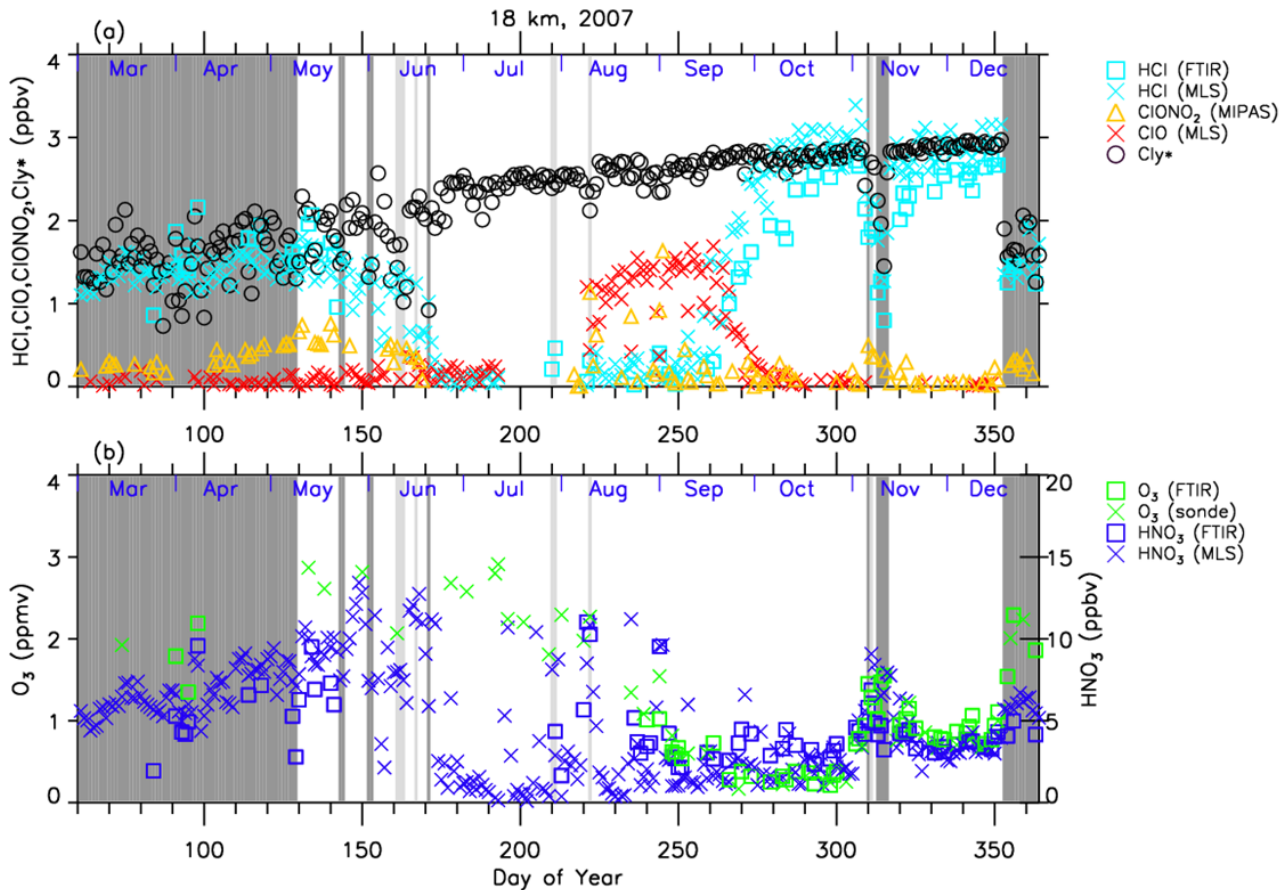 18 km, 2007
(a)
HCl,ClO,ClONO₂,Cly* (ppbv)
4
3
2
1
0
Mar Apr May Jun Jul Aug Sep Oct Nov Dec
100 150 200 250 300 350
HCl (FTIR)
HCl (MLS)
ClONO₂ (MIPAS)
ClO (MLS)
Cly*
(b)
O₃ (ppmv)
4
3
2
1
0
Mar Apr May Jun Jul Aug Sep Oct Nov Dec
20
15
10
5
0
HNO₃ (ppbv)
100 150 200 250 300 350
Day of Year
O₃ (FTIR)
O₃ (sonde)
HNO₃ (FTIR)
HNO₃ (MLS)